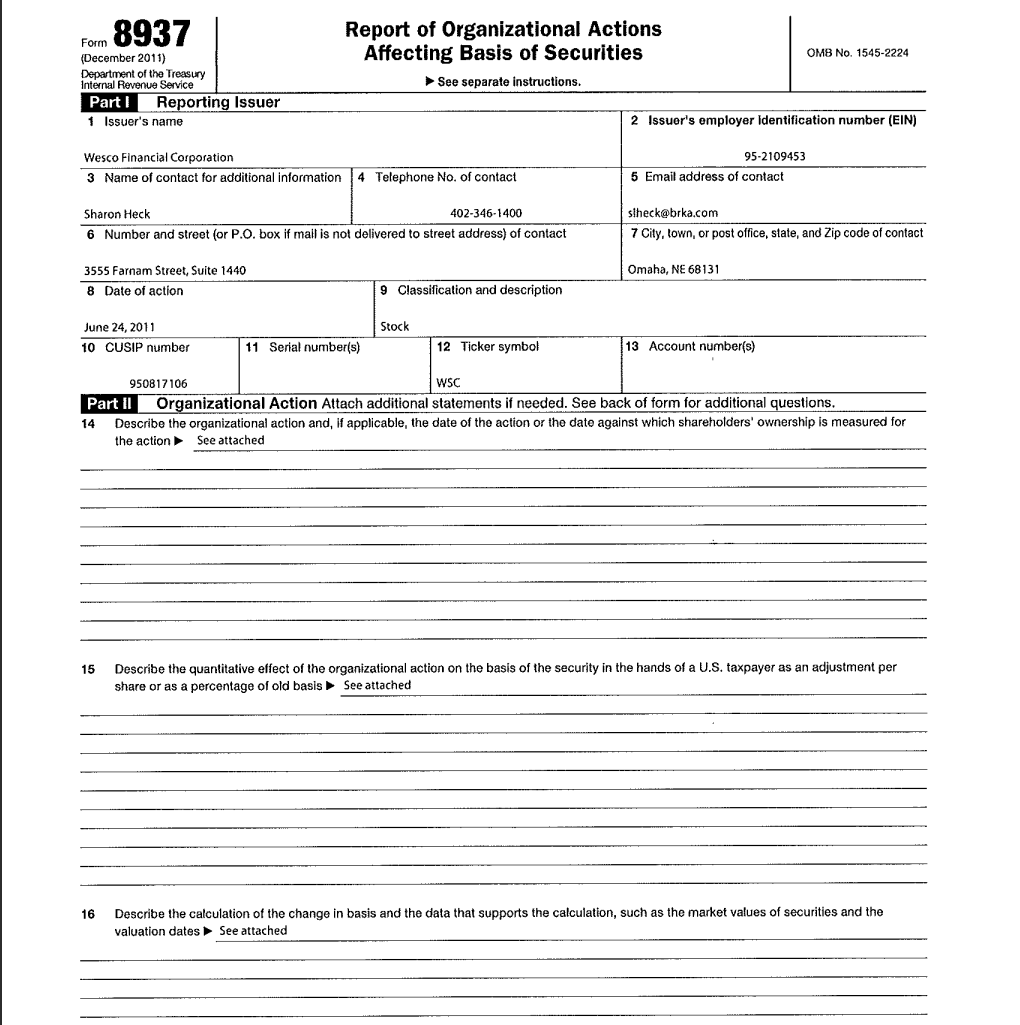 Form 8937
(December 2011)
Department of the Treasury
Internal Revenue Service
Report of Organizational Actions
Affecting Basis of Securities
▶ See separate instructions.
OMB No. 1545-2224
Part I Reporting Issuer
1 Issuer's name
2 Issuer's employer identification number (EIN)
Wesco Financial Corporation
95-2109453
3 Name of contact for additional information
4 Telephone No. of contact
5 Email address of contact
Sharon Heck
402-346-1400
slheck@brka.com
6 Number and street (or P.O. box if mail is not delivered to street address) of contact
7 City, town, or post office, state, and Zip code of contact
3555 Farnam Street, Suite 1440
Omaha, NE 68131
8 Date of action
9 Classification and description
June 24, 2011
Stock
10 CUSIP number
11 Serial number(s)
12 Ticker symbol
13 Account number(s)
950817106
WSC
Part II Organizational Action Attach additional statements if needed. See back of form for additional questions.
14 Describe the organizational action and, if applicable, the date of the action or the date against which shareholders' ownership is measured for
the action ▶ See attached
15 Describe the quantitative effect of the organizational action on the basis of the security in the hands of a U.S. taxpayer as an adjustment per
share or as a percentage of old basis ▶ See attached
16 Describe the calculation of the change in basis and the data that supports the calculation, such as the market values of securities and the
valuation dates ▶ See attached